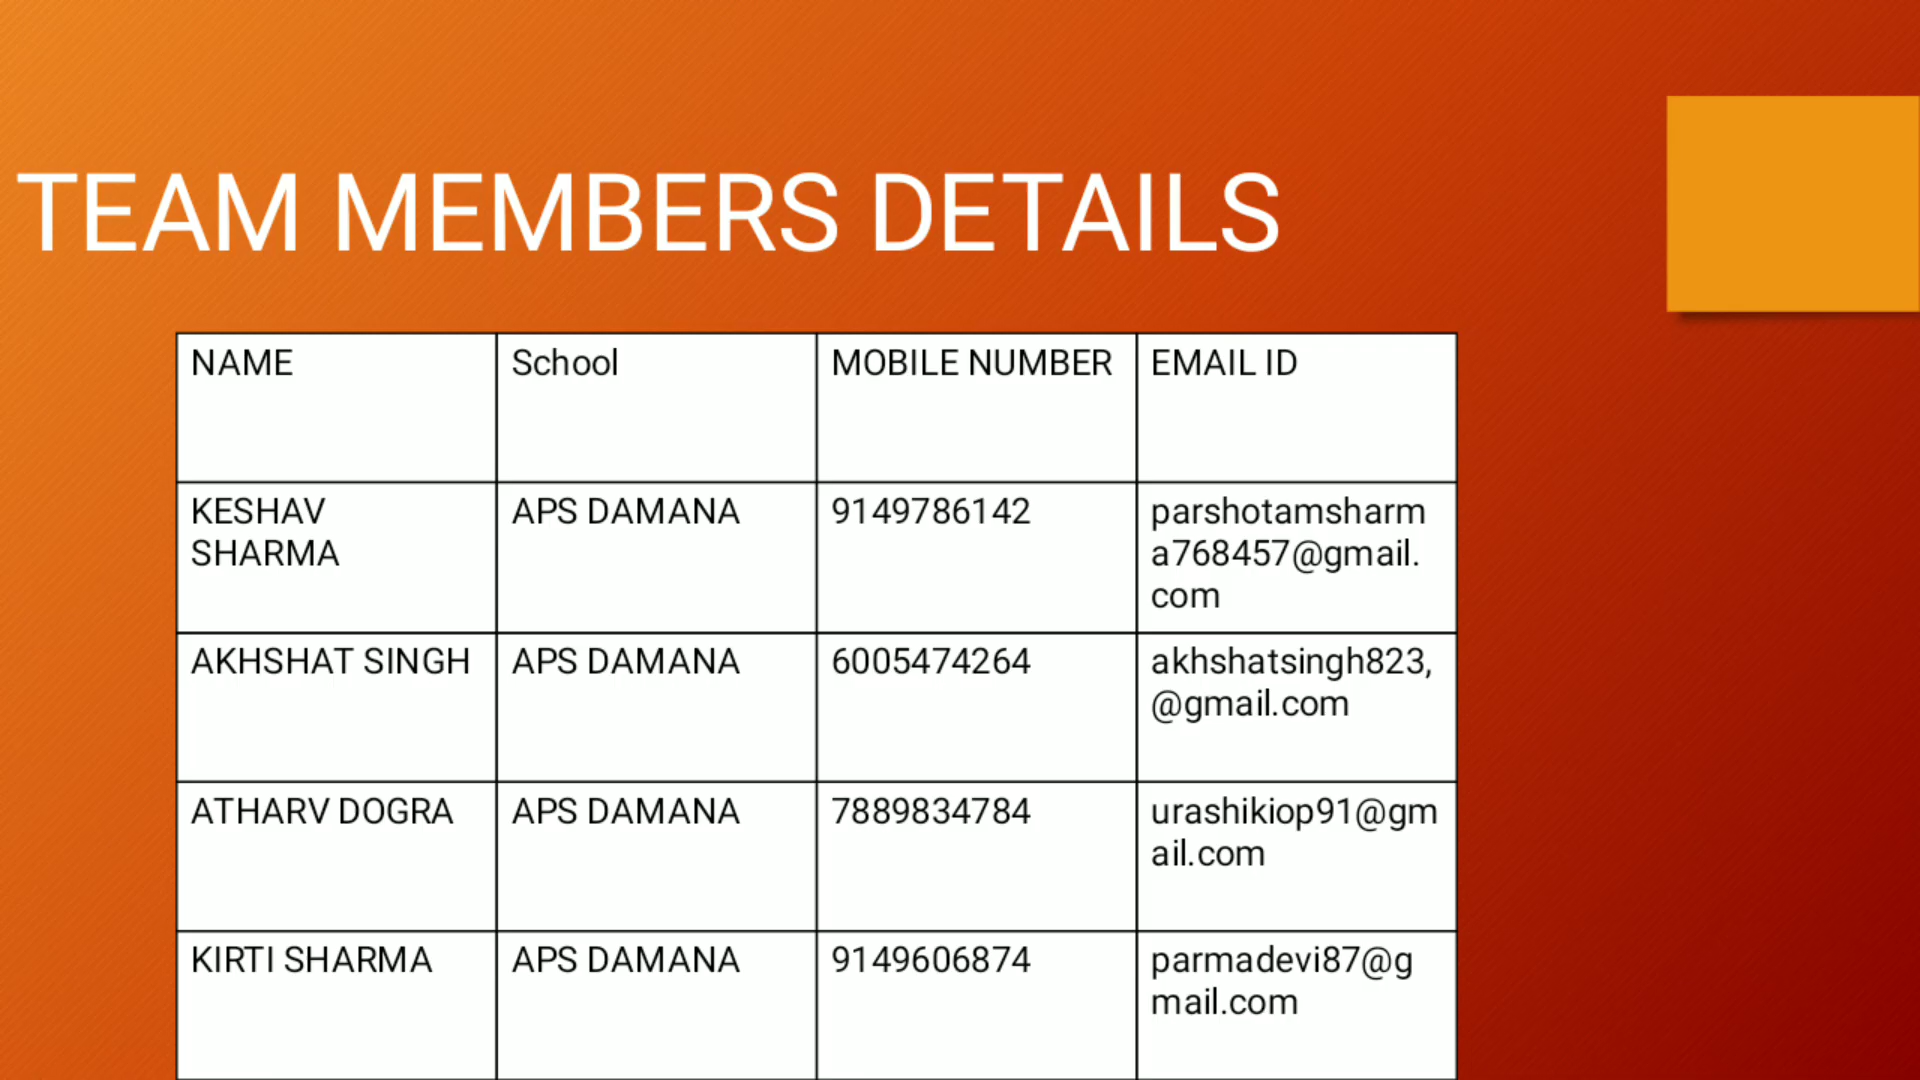 TEAM MEMBERS DETAILS
NAME School MOBILE NUMBER EMAIL ID
KESHAV APS DAMANA 9149786142 parshotamsharm
SHARMA a768457@gmail.
com
AKHSHAT SINGH APS DAMANA 6005474264 akhshatsingh823,
@gmail.com
ATHARV DOGRA APS DAMANA 7889834784 urashikiop91@gm
ail.com
KIRTI SHARMA APS DAMANA 9149606874 parmadevi87@g
mail.com